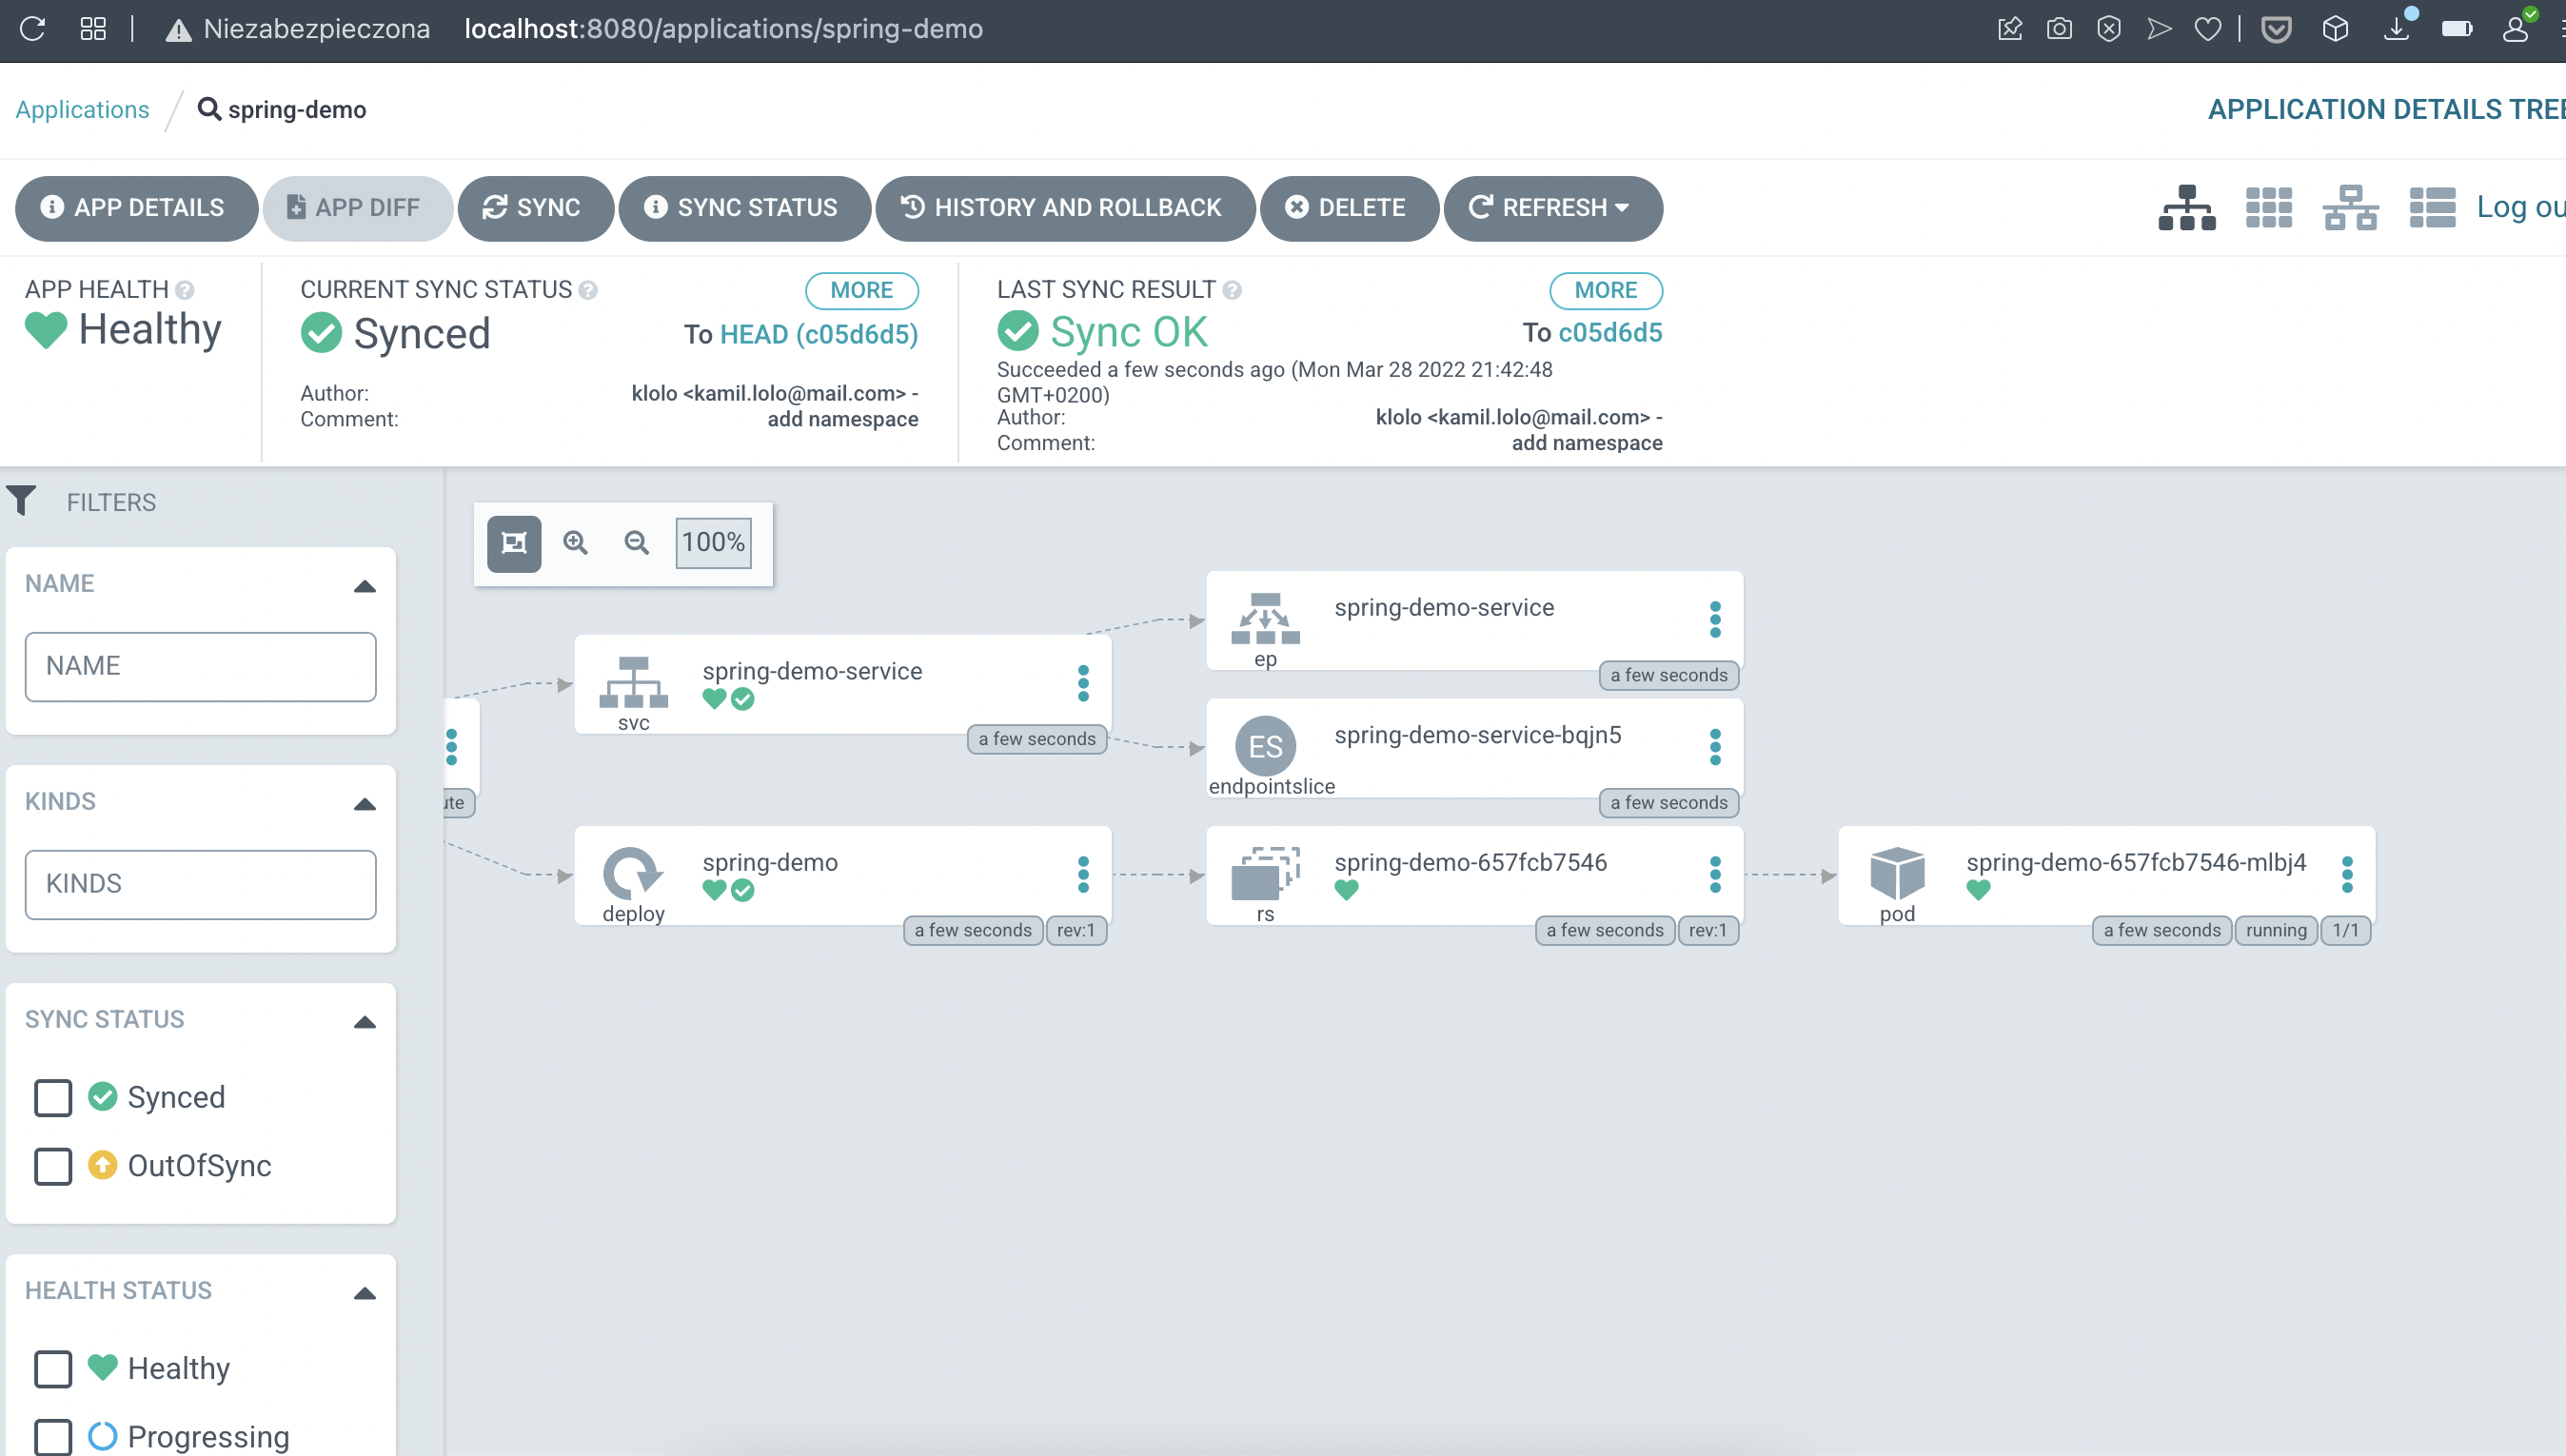 Niezabezpieczona localhost:8080/applications/spring-demo
Applications / spring-demo
APPLICATION DETAILS TREE
APP DETAILS
APP DIFF
SYNC
SYNC STATUS
HISTORY AND ROLLBACK
DELETE
REFRESH
Log ou
APP HEALTH
Healthy
CURRENT SYNC STATUS
MORE
Synced
To HEAD (c05d6d5)
Author: klolo <kamil.lolo@mail.com> -
Comment: add namespace
LAST SYNC RESULT
MORE
Sync OK
To c05d6d5
Succeeded a few seconds ago (Mon Mar 28 2022 21:42:48
GMT+0200)
Author: klolo <kamil.lolo@mail.com> -
Comment: add namespace
FILTERS
NAME
NAME
KINDS
KINDS
SYNC STATUS
Synced
OutOfSync
HEALTH STATUS
Healthy
Progressing
100%
ute
spring-demo-service
svc
a few seconds
spring-demo-service
ep
a few seconds
ES
spring-demo-service-bqjn5
endpointslice
a few seconds
spring-demo
deploy
a few seconds
rev:1
spring-demo-657fcb7546
rs
a few seconds
rev:1
spring-demo-657fcb7546-mlbj4
pod
a few seconds
running
1/1